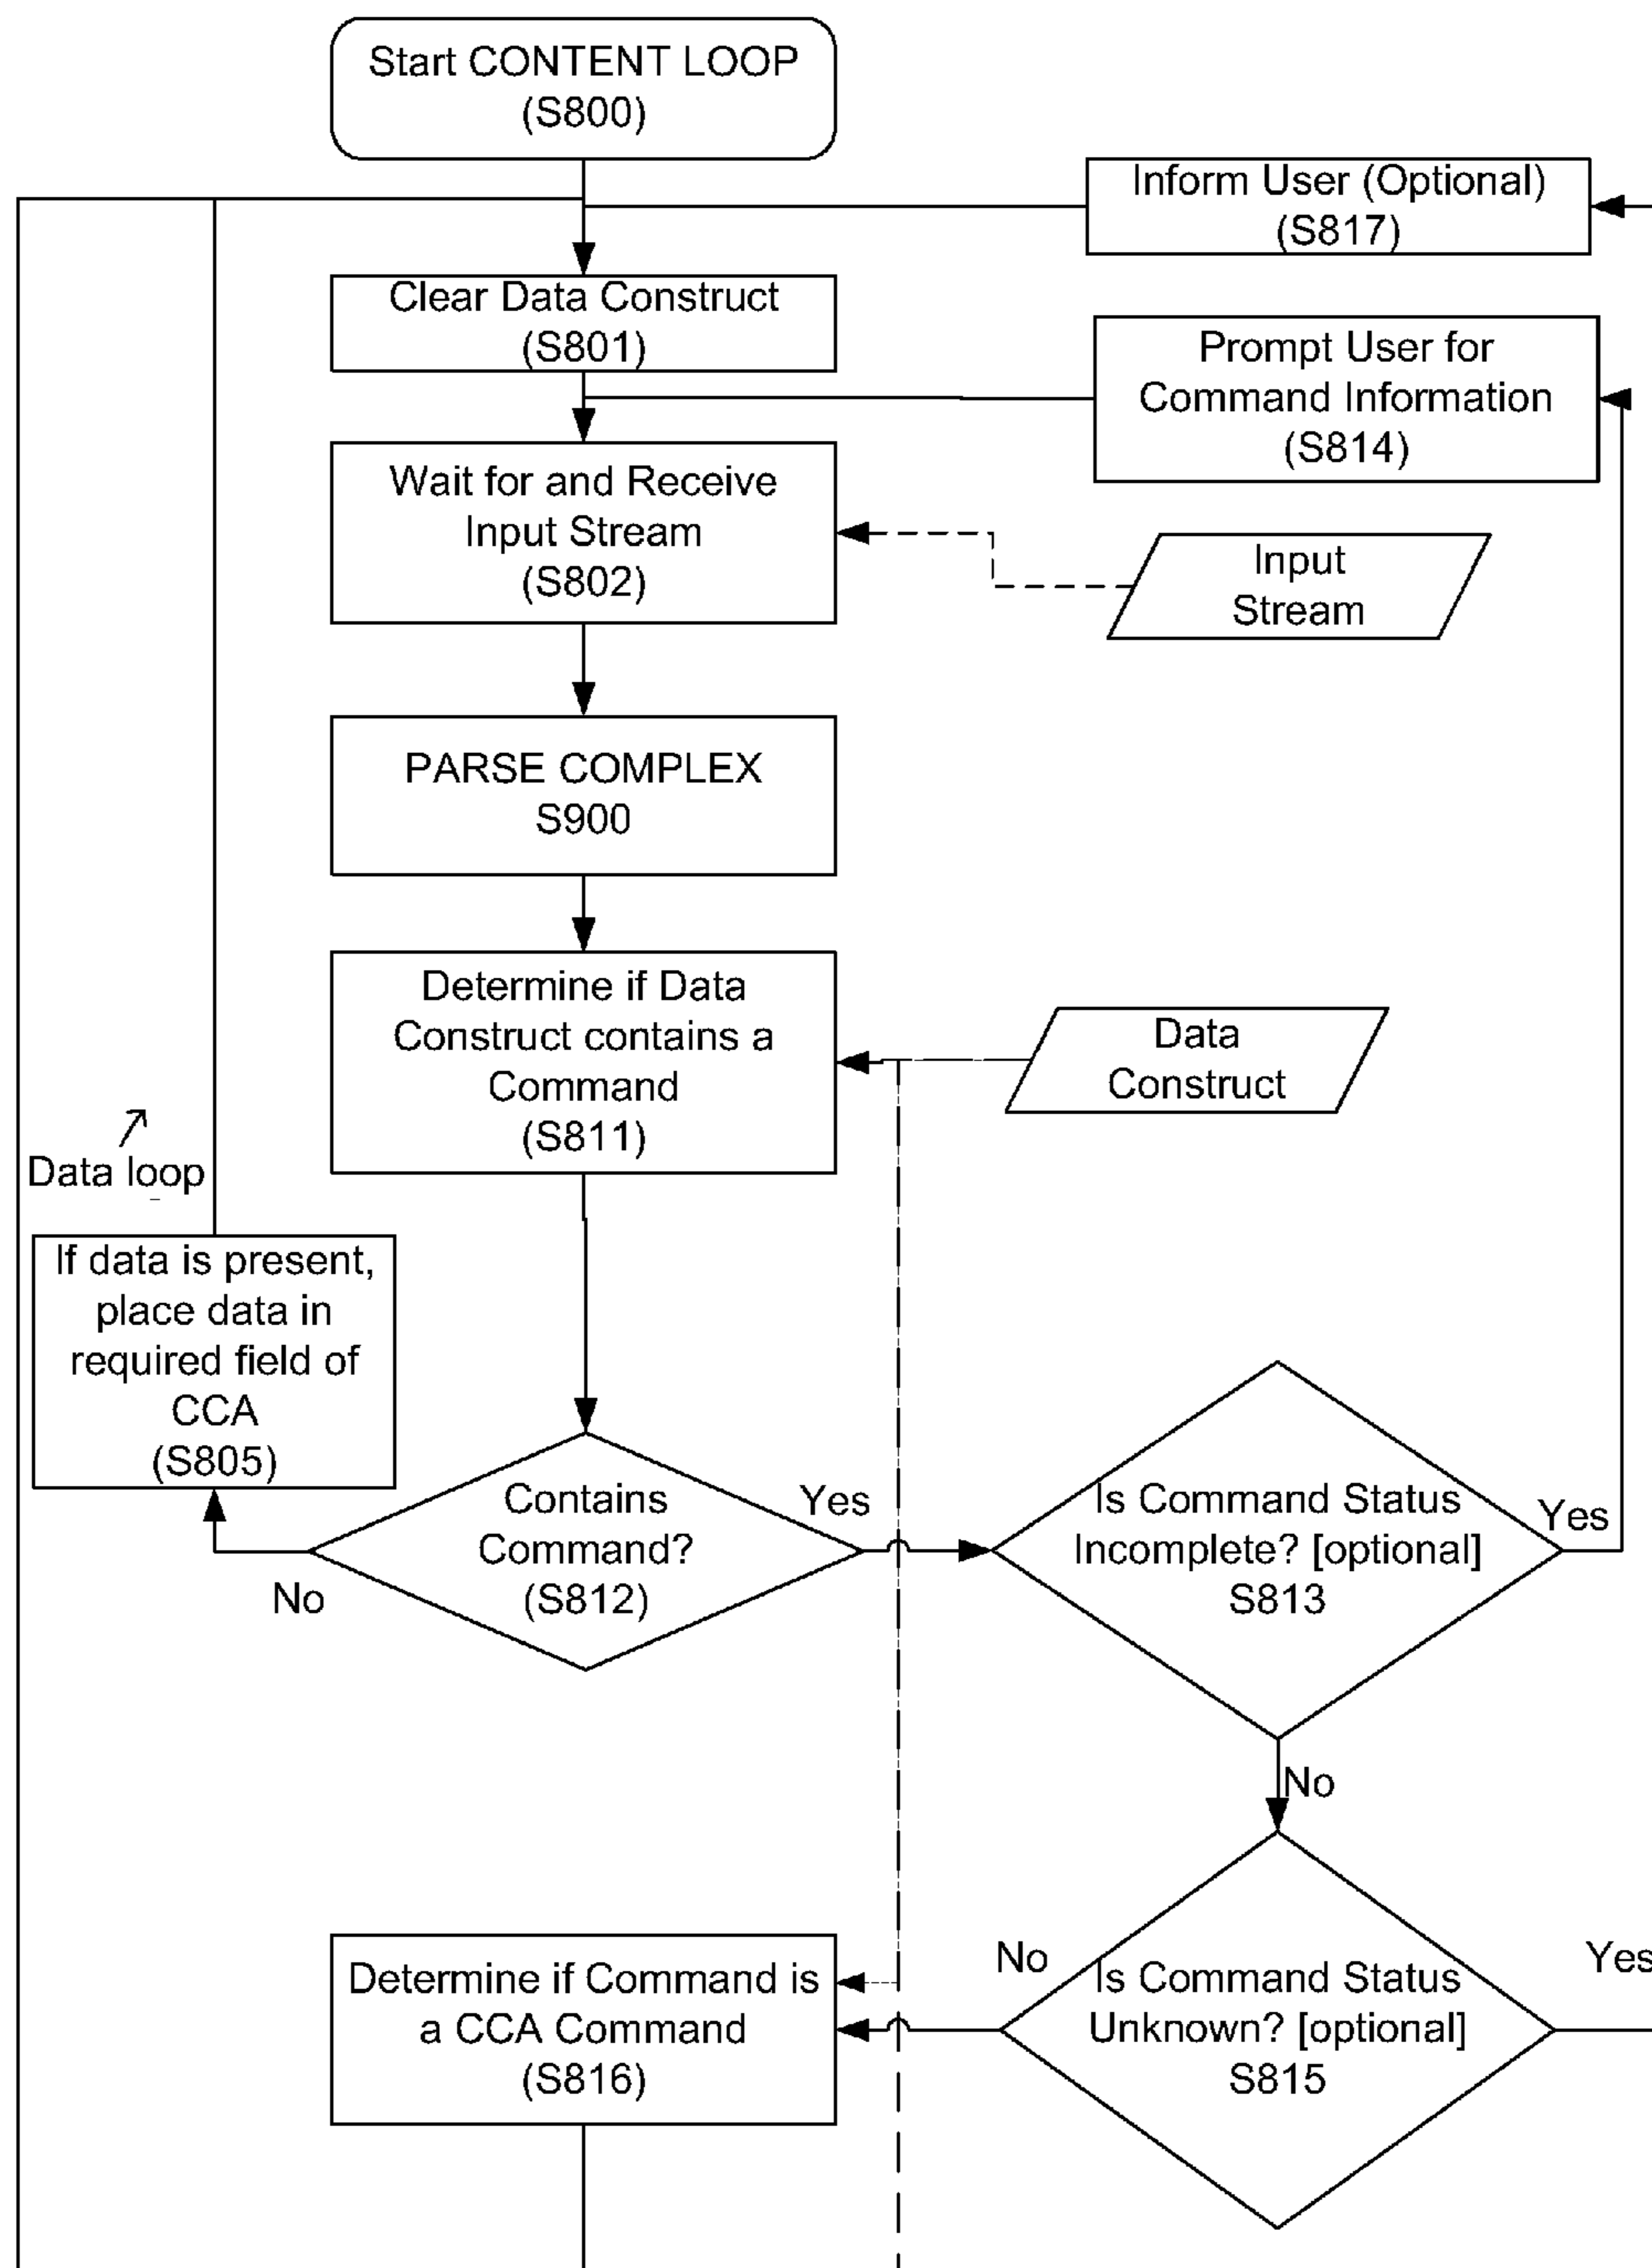 Start CONTENT LOOP
(S800)
Inform User (Optional)
(S817)
Clear Data Construct
(S801)
Prompt User for
Command Information
(S814)
Wait for and Receive
Input Stream
(S802)
Input
Stream
PARSE COMPLEX
S900
Determine if Data
Construct contains a
Command
(S811)
Data
Construct
Data loop
If data is present,
place data in
required field of
CCA
(S805)
Contains
Command?
(S812)
Yes
No
Is Command Status
Incomplete? [optional]
S813
Yes
No
Determine if Command is
a CCA Command
(S816)
No
Is Command Status
Unknown? [optional]
S815
Yes